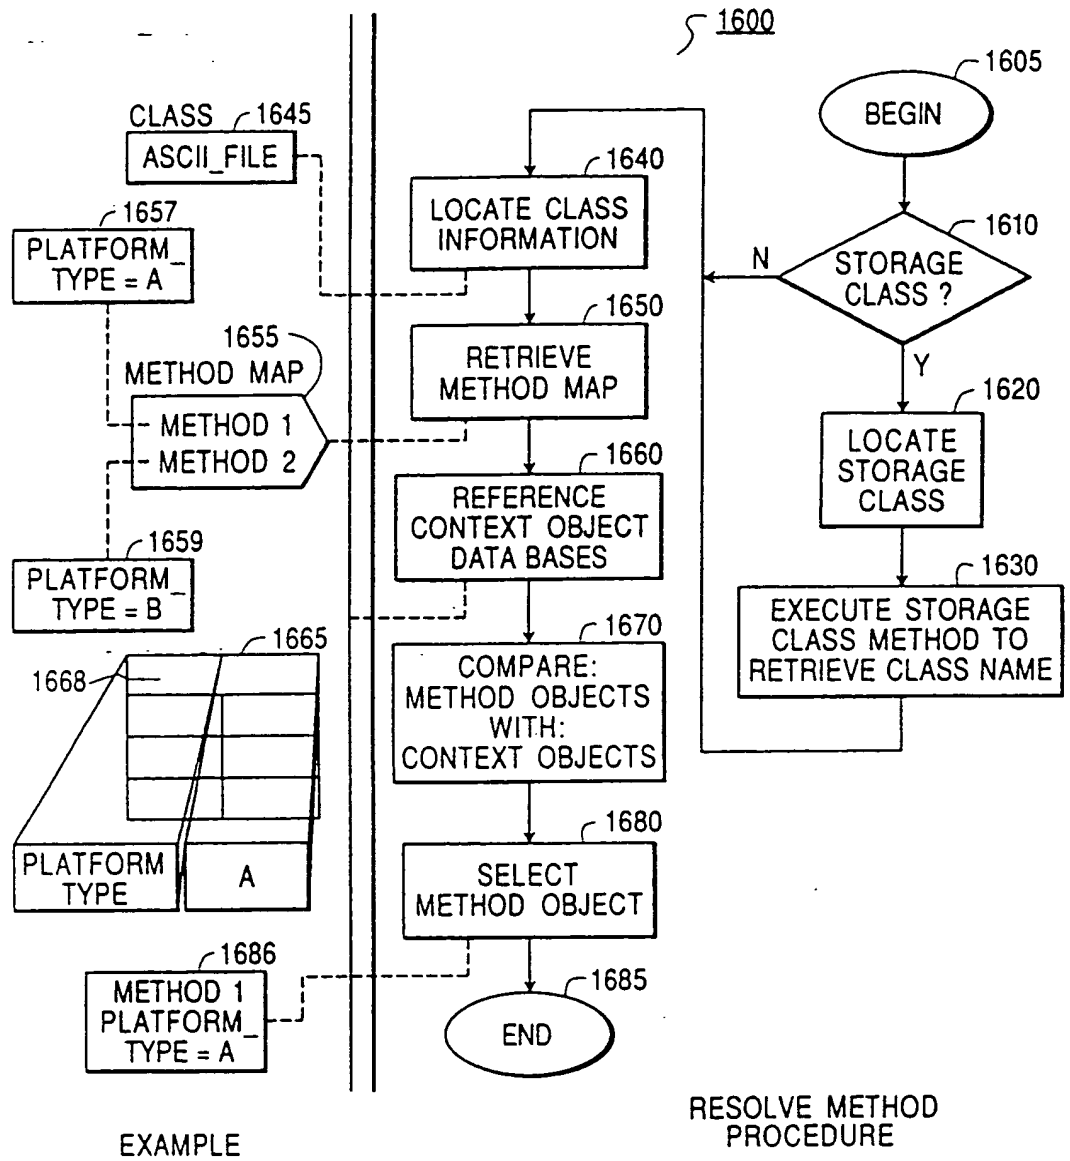 1600
1605
BEGIN
1610
STORAGE
CLASS ?
N
Y
1620
LOCATE
STORAGE
CLASS
1630
EXECUTE STORAGE
CLASS METHOD TO
RETRIEVE CLASS NAME
1640
LOCATE CLASS
INFORMATION
1650
RETRIEVE
METHOD MAP
1660
REFERENCE
CONTEXT OBJECT
DATA BASES
1670
COMPARE:
METHOD OBJECTS
WITH:
CONTEXT OBJECTS
1680
SELECT
METHOD OBJECT
1685
END
CLASS
1645
ASCII_FILE
1657
PLATFORM_
TYPE = A
1655
METHOD MAP
METHOD 1
METHOD 2
1659
PLATFORM_
TYPE = B
1665
1668
PLATFORM
TYPE
A
1686
METHOD 1
PLATFORM_
TYPE = A
EXAMPLE
RESOLVE METHOD
PROCEDURE